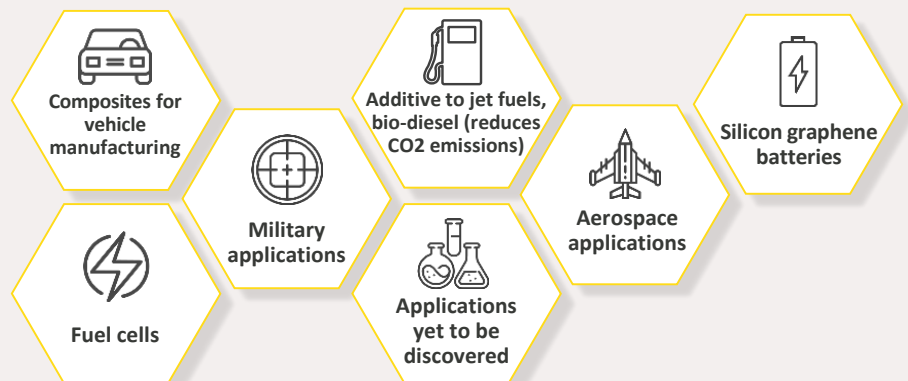 Composites for
vehicle
manufacturing
Additive to jet fuels,
bio-diesel (reduces
CO2 emissions)
Silicon graphene
batteries
Military
applications
Aerospace
applications
Fuel cells
Applications
yet to be
discovered